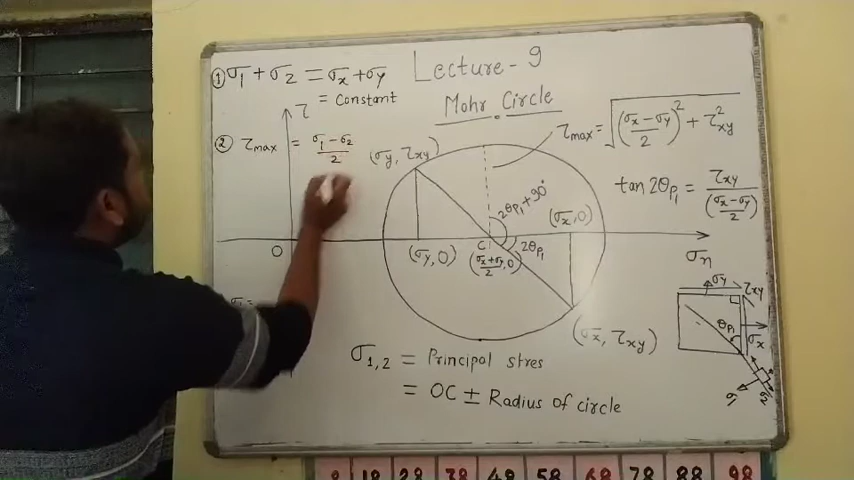 Lecture - 9
① σ1 + σ2 = σx + σy
= Constant
Mohr Circle
τ
② τmax = σ1 - σ2 / 2
(σy, τxy)
τmax = √((σx - σy / 2)² + τ²xy)
tan 2θP1 = τxy / (σx - σy / 2)
2θP1 + 90°
(σx, 0)
O
(σy, 0)
C
(σx + σy / 2, 0)
2θP1
σn
σy
τxy
θP1
σx
σ1
σ2
(σx, τxy)
σ1,2 = Principal stres
= OC ± Radius of circle
8 18 28 38 48 58 68 78 88 98